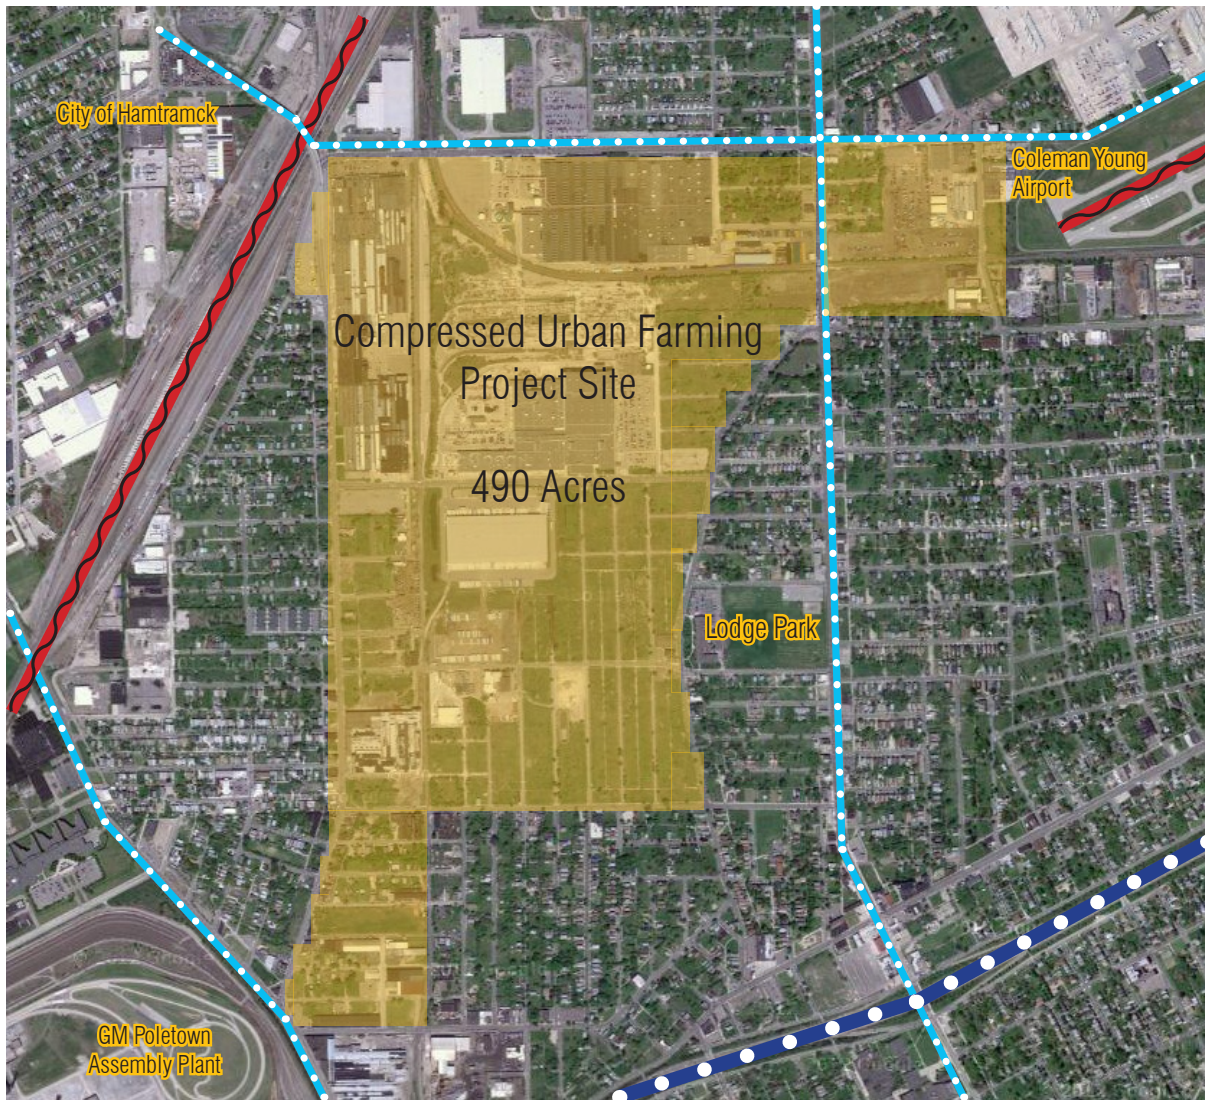 City of Hamtramck
Coleman Young
Airport
Compressed Urban Farming
Project Site
490 Acres
Lodge Park
GM Poletown
Assembly Plant